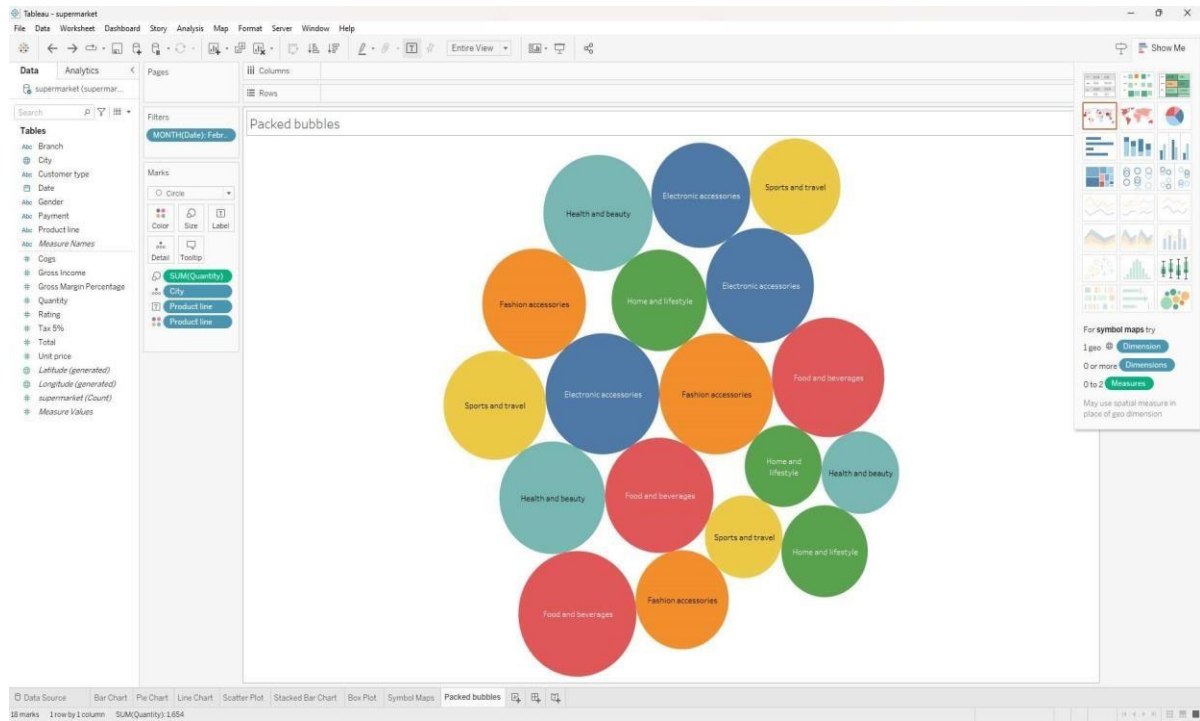 Tableau - supermarket
File Data Worksheet Dashboard Story Analysis Map Format Server Window Help
Entire View
Show Me
Data Analytics
supermarket (supermar...
Search
Tables
Abc Branch
City
Abc Customer type
Date
Abc Gender
Abc Payment
Abc Product line
Abc Measure Names
# Cogs
# Gross Income
# Gross Margin Percentage
# Quantity
# Rating
# Tax 5%
# Total
# Unit price
Latitude (generated)
Longitude (generated)
# supermarket (Count)
# Measure Values
Pages
Filters
MONTH(Date): Febr..
Marks
Circle
Color Size Label
Detail Tooltip
SUM(Quantity)
City
Product line
Product line
Columns
Rows
Packed bubbles
Sports and travel
Electronic accessories
Health and beauty
Electronic accessories
Home and lifestyle
Fashion accessories
Food and beverages
Electronic accessories
Fashion accessories
Sports and travel
Home and
lifestyle
Health and beauty
Health and beauty
Food and beverages
Sports and travel
Home and lifestyle
Fashion accessories
Food and beverages
For symbol maps try
1 geo Dimension
0 or more Dimensions
0 to 2 Measures
May use spatial measure in
place of geo dimension
Data Source Bar Chart Pie Chart Line Chart Scatter Plot Stacked Bar Chart Box Plot Symbol Maps Packed bubbles
18 marks 1 row by 1 column SUM(Quantity): 1,654